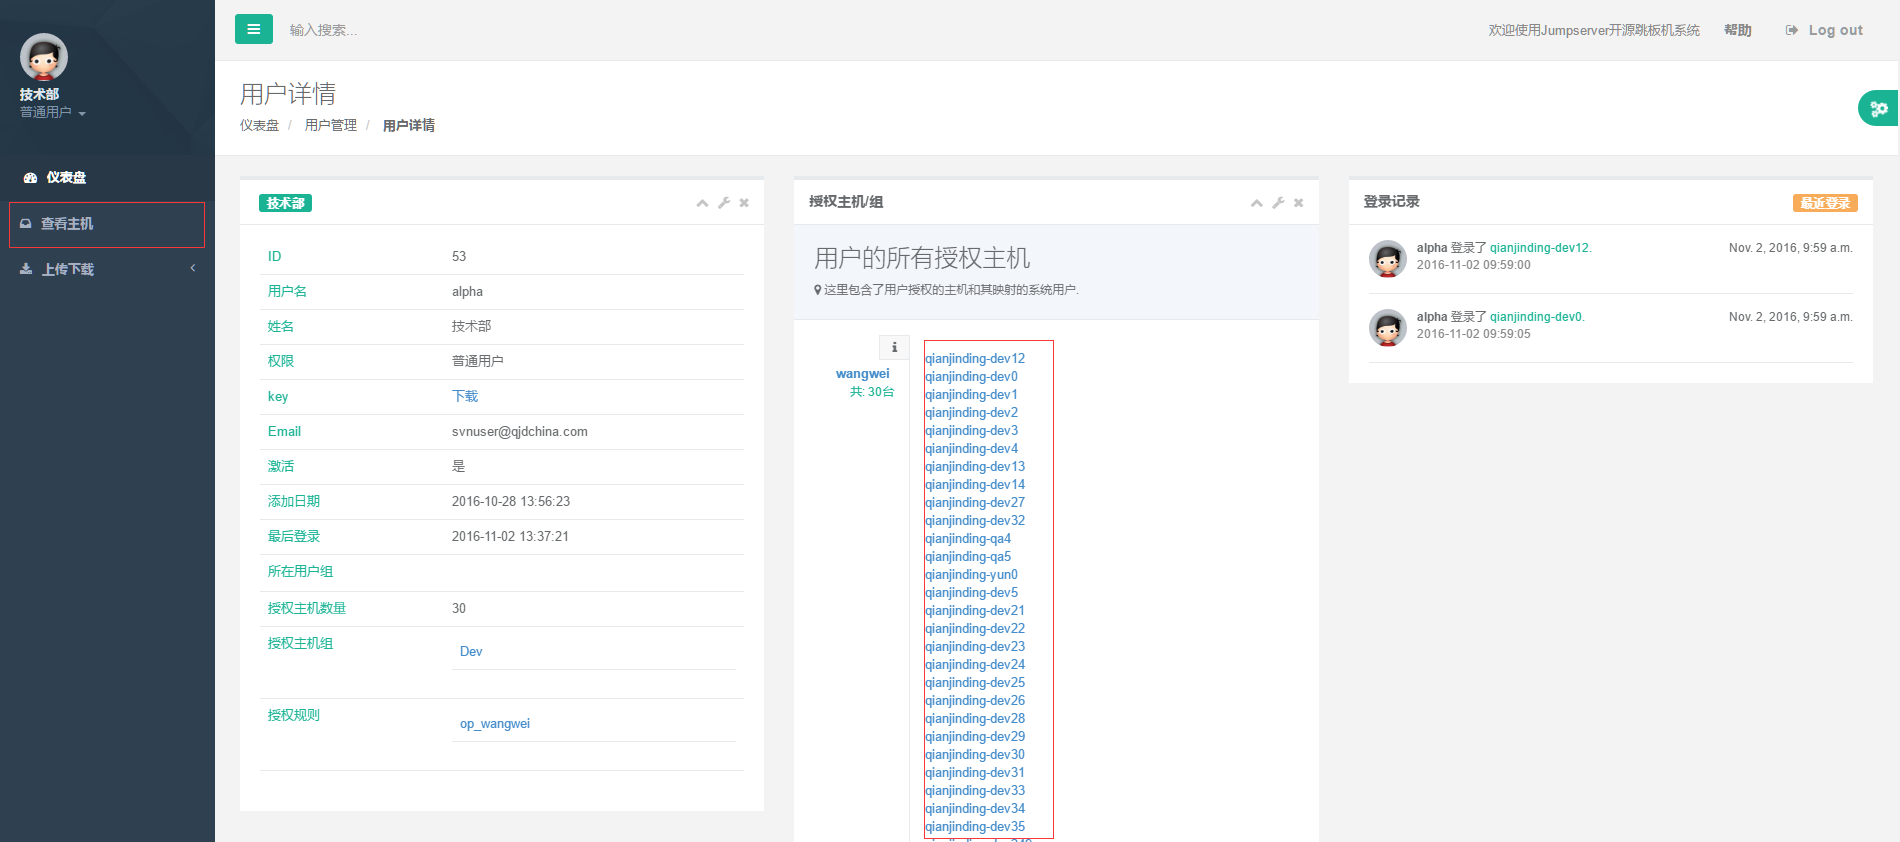 输入搜索...
欢迎使用Jumpserver开源跳板机系统 帮助 Log out
技术部
普通用户
仪表盘
查看主机
上传下载
用户详情
仪表盘 / 用户管理 / 用户详情
技术部
ID 53
用户名 alpha
姓名 技术部
权限 普通用户
key 下载
Email svnuser@qjdchina.com
激活 是
添加日期 2016-10-28 13:56:23
最后登录 2016-11-02 13:37:21
所在用户组
授权主机数量 30
授权主机组 Dev
授权规则 op_wangwei
授权主机/组
用户的所有授权主机
这里包含了用户授权的主机和其映射的系统用户.
wangwei
共: 30台
qianjinding-dev12
qianjinding-dev0
qianjinding-dev1
qianjinding-dev2
qianjinding-dev3
qianjinding-dev4
qianjinding-dev13
qianjinding-dev14
qianjinding-dev27
qianjinding-dev32
qianjinding-qa4
qianjinding-qa5
qianjinding-yun0
qianjinding-dev5
qianjinding-dev21
qianjinding-dev22
qianjinding-dev23
qianjinding-dev24
qianjinding-dev25
qianjinding-dev26
qianjinding-dev28
qianjinding-dev29
qianjinding-dev30
qianjinding-dev31
qianjinding-dev33
qianjinding-dev34
qianjinding-dev35
登录记录 最近登录
alpha 登录了 qianjinding-dev12. Nov. 2, 2016, 9:59 a.m.
2016-11-02 09:59:00
alpha 登录了 qianjinding-dev0. Nov. 2, 2016, 9:59 a.m.
2016-11-02 09:59:05